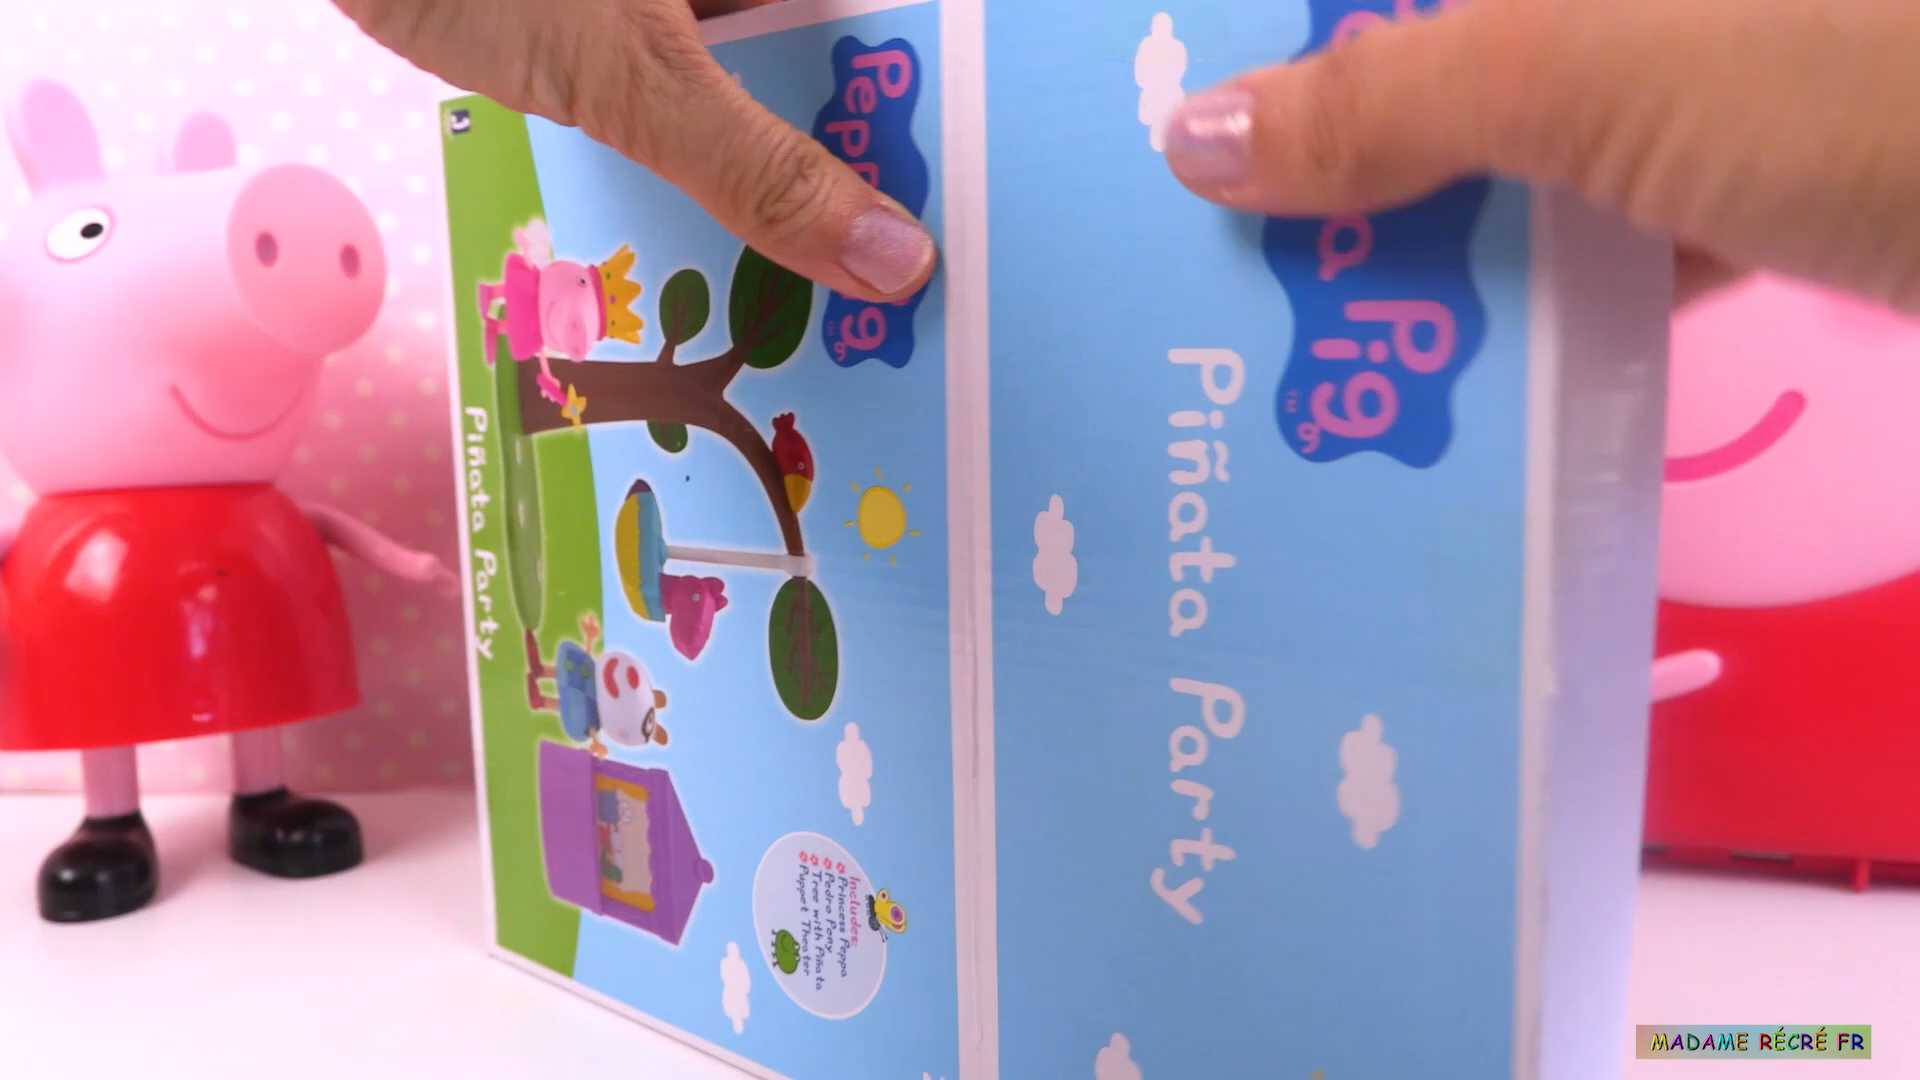 Peppa Pig
Piñata Party
Includes:
Princess Peppa
Pedro Pony
Tree with Piñata
Puppet Theater
Pig
Piñata Party
MADAME RÉCRÉ FR